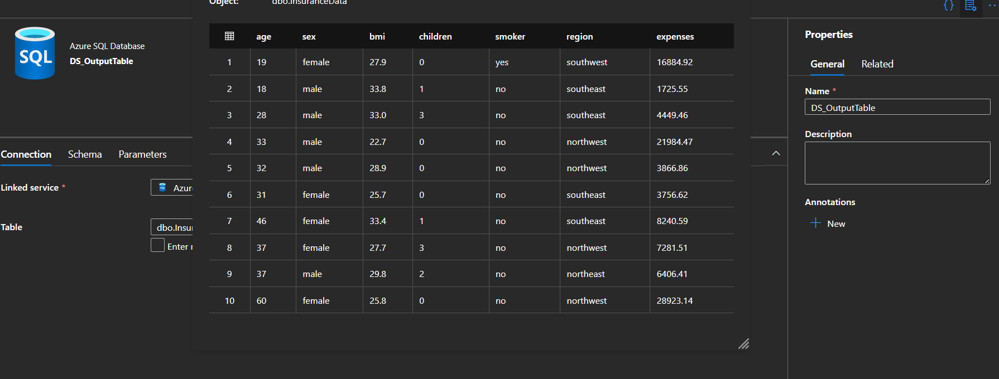 Object: dbo.InsuranceData
SQL
Azure SQL Database
DS_OutputTable
Connection Schema Parameters
Linked service *
SQL Azure
Table
dbo.Insur
Enter
age sex bmi children smoker region expenses
1 19 female 27.9 0 yes southwest 16884.92
2 18 male 33.8 1 no southeast 1725.55
3 28 male 33.0 3 no southeast 4449.46
4 33 male 22.7 0 no northwest 21984.47
5 32 male 28.9 0 no northwest 3866.86
6 31 female 25.7 0 no southeast 3756.62
7 46 female 33.4 1 no southeast 8240.59
8 37 female 27.7 3 no northwest 7281.51
9 37 male 29.8 2 no northeast 6406.41
10 60 female 25.8 0 no northwest 28923.14
Properties
General Related
Name *
DS_OutputTable
Description
Annotations
New